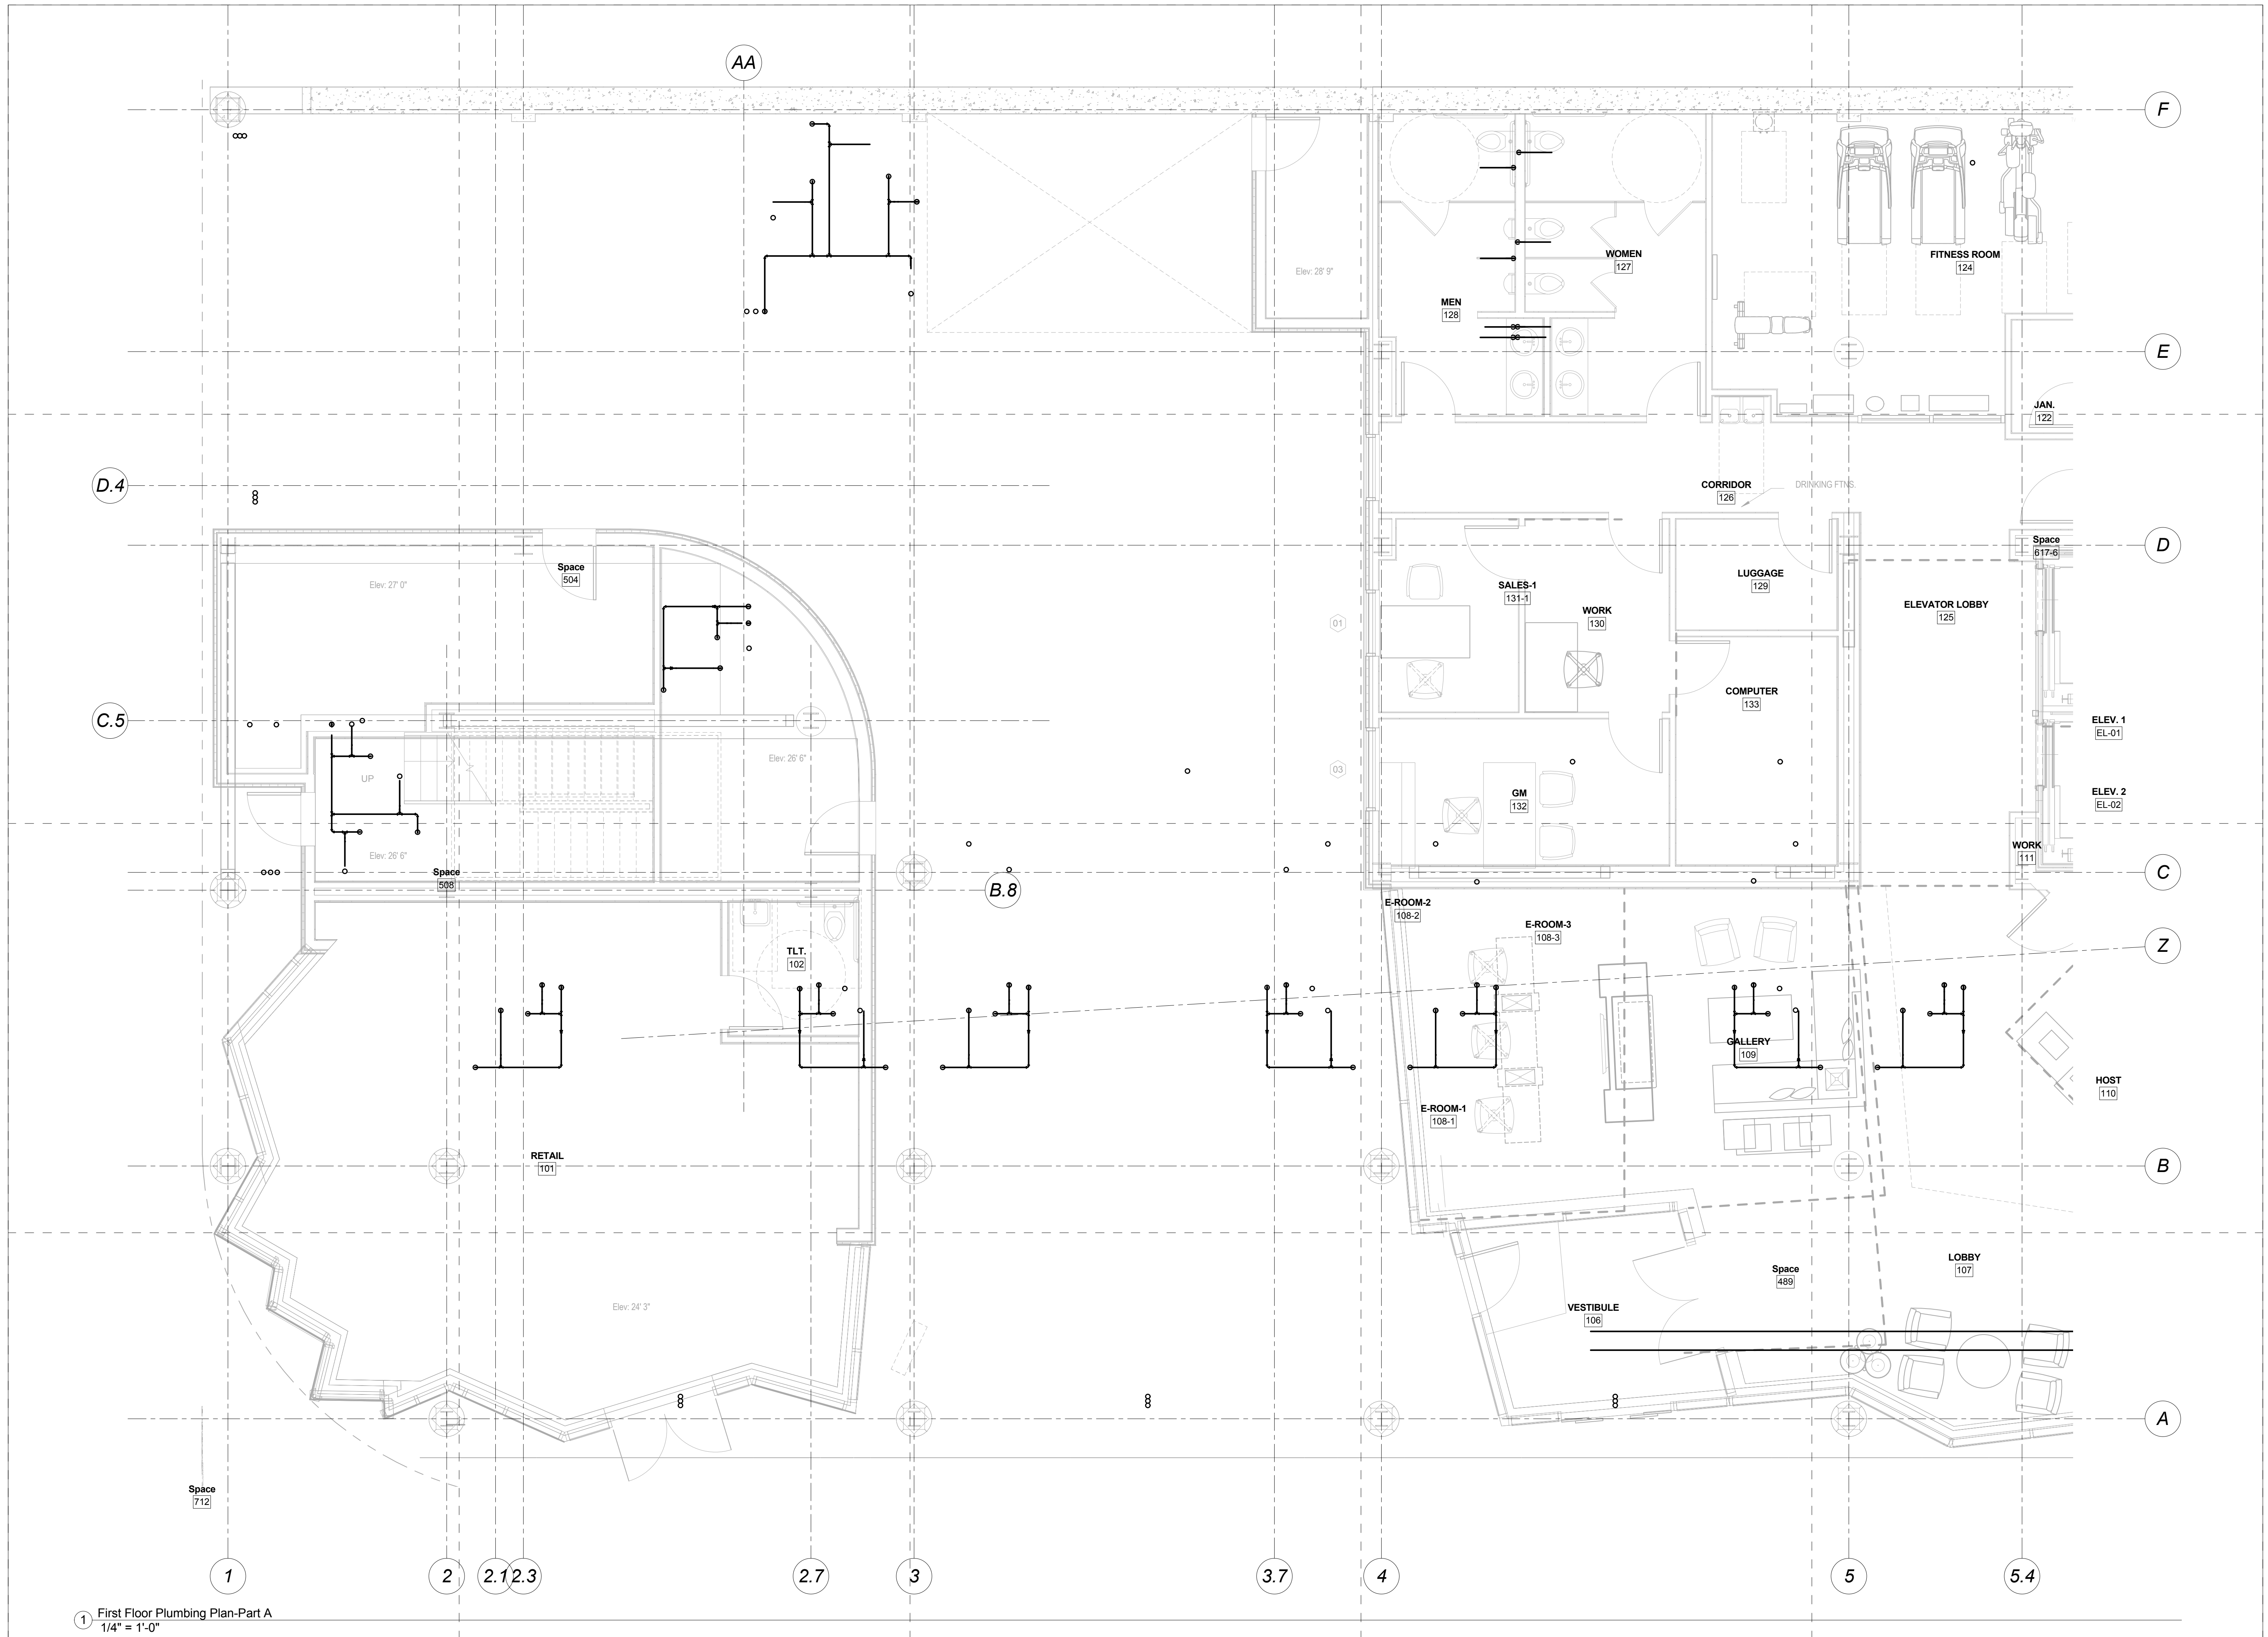 AA
F
Elev: 28' 9"
WOMEN
127
FITNESS ROOM
124
MEN
128
E
JAN.
122
D.4
CORRIDOR
126
DRINKING FTNS.
D
Space
617-6
Space
504
Elev: 27' 0"
LUGGAGE
129
SALES-1
131-1
WORK
130
ELEVATOR LOBBY
125
01
COMPUTER
133
C.5
ELEV. 1
EL-01
Elev: 26' 6"
03
UP
GM
132
ELEV. 2
EL-02
Elev: 26' 6"
WORK
111
Space
508
C
B.8
E-ROOM-2
108-2
E-ROOM-3
108-3
Z
TLT.
102
GALLERY
109
HOST
110
E-ROOM-1
108-1
RETAIL
101
B
LOBBY
107
Space
489
Elev: 24' 3"
VESTIBULE
106
A
Space
712
1
2
2.1
2.3
2.7
3
3.7
4
5
5.4
1 First Floor Plumbing Plan-Part A
1/4" = 1'-0"